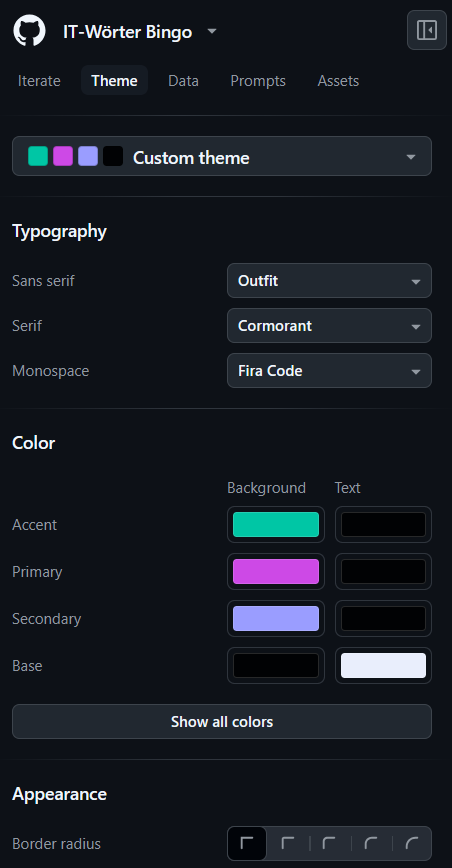 IT-Wörter Bingo
Iterate Theme Data Prompts Assets
Custom theme
Typography
Sans serif Outfit
Serif Cormorant
Monospace Fira Code
Color
Background Text
Accent
Primary
Secondary
Base
Show all colors
Appearance
Border radius